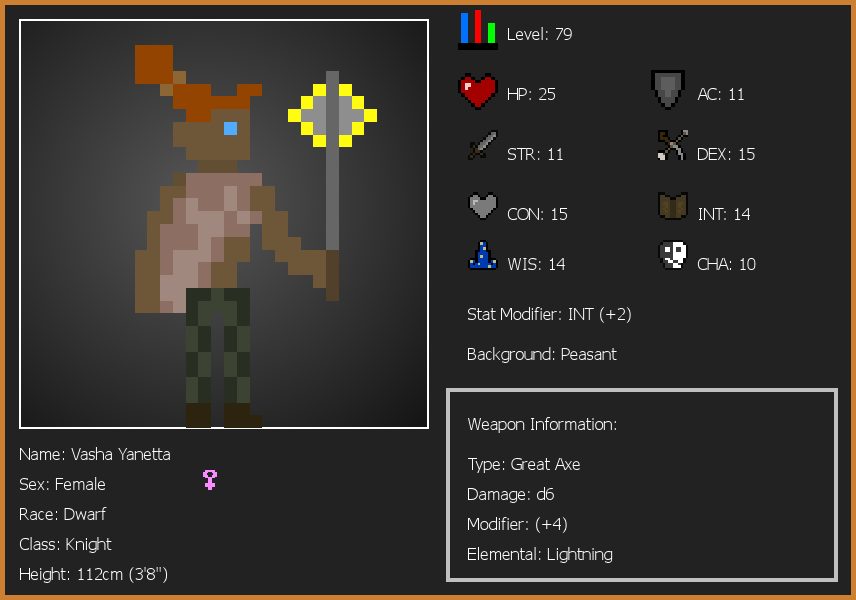 Level: 79
HP: 25
AC: 11
STR: 11
DEX: 15
CON: 15
INT: 14
WIS: 14
CHA: 10
Stat Modifier: INT (+2)
Background: Peasant
Weapon Information:
Type: Great Axe
Damage: d6
Modifier: (+4)
Elemental: Lightning
Name: Vasha Yanetta
Sex: Female
Race: Dwarf
Class: Knight
Height: 112cm (3'8")